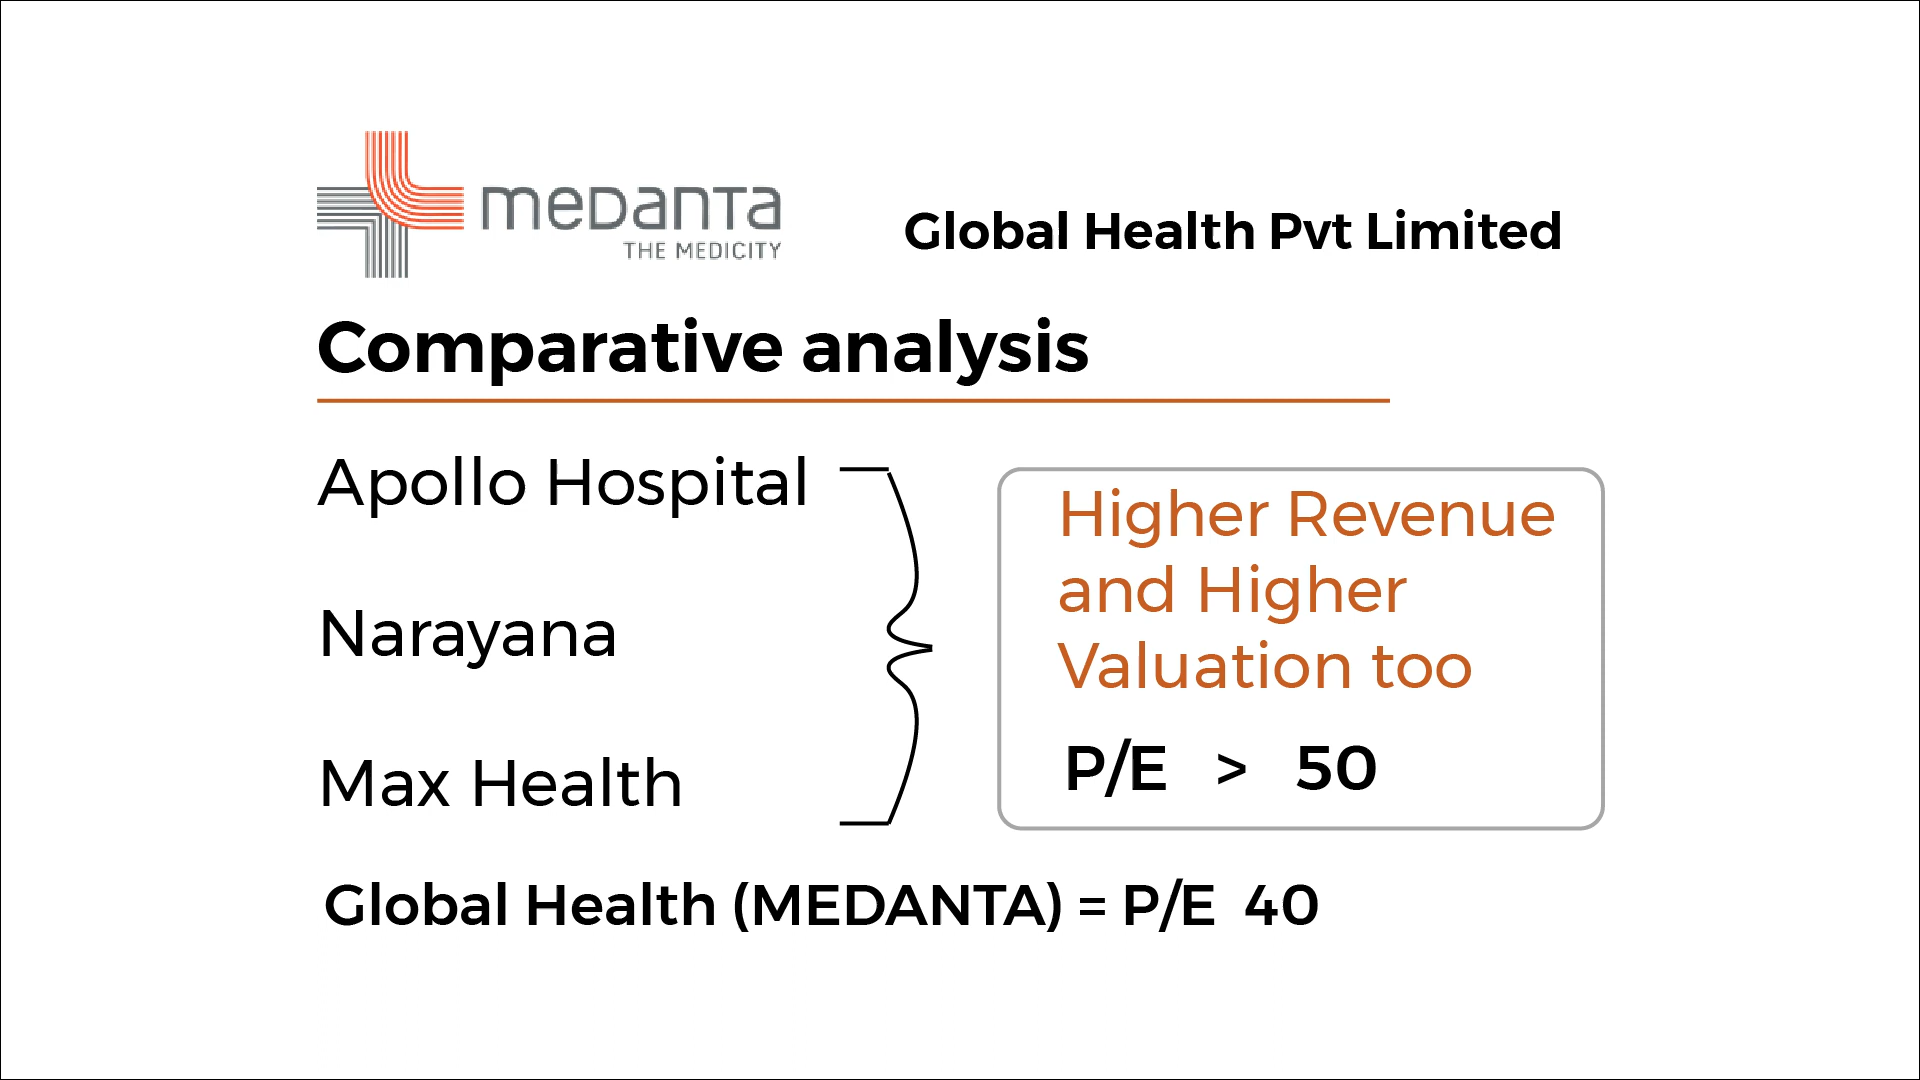 meDanTa
THE MEDICITY
Global Health Pvt Limited
Comparative analysis
Apollo Hospital
Narayana
Max Health
Higher Revenue
and Higher
Valuation too
P/E > 50
Global Health (MEDANTA) = P/E 40